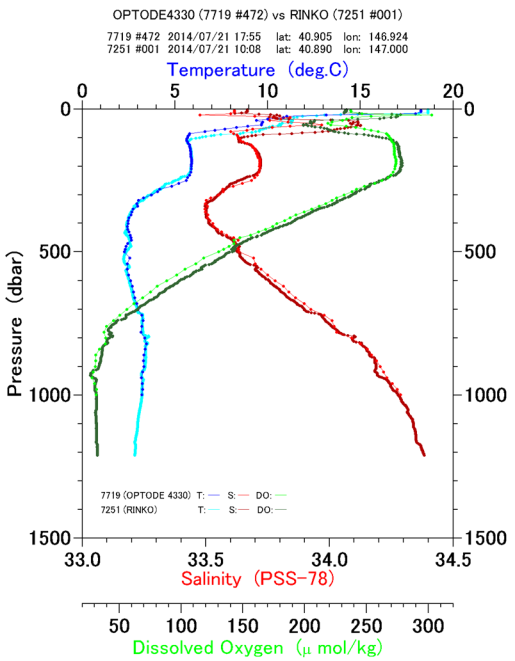 OPTODE4330 (7719 #472) vs RINKO (7251 #001)
7719 #472 2014/07/21 17:55 lat: 40.905 lon: 146.924
7251 #001 2014/07/21 10:08 lat: 40.890 lon: 147.000
Temperature (deg.C)
0 5 10 15 20
0 0
500 500
Pressure (dbar)
1000 1000
7719 (OPTODE 4330) T: S: DO:
7251 (RINKO) T: S: DO:
1500 1500
33.0 33.5 34.0 34.5
Salinity (PSS-78)
50 100 150 200 250 300
Dissolved Oxygen (μ mol/kg)